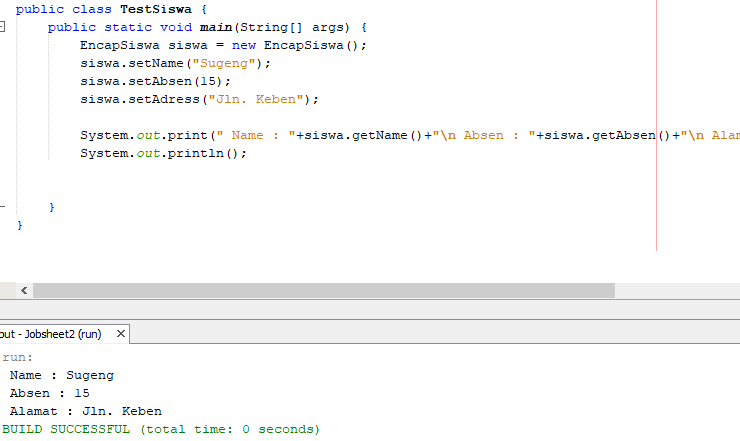 public class TestSiswa {
public static void main(String[] args) {
EncapSiswa siswa = new EncapSiswa();
siswa.setName("Sugeng");
siswa.setAbsen(15);
siswa.setAdress("Jln. Keben");
System.out.print(" Name : "+siswa.getName()+"\n Absen : "+siswa.getAbsen()+"\n Alam
System.out.println();
}
}
out - Jobsheet2 (run)
run:
Name : Sugeng
Absen : 15
Alamat : Jln. Keben
BUILD SUCCESSFUL (total time: 0 seconds)